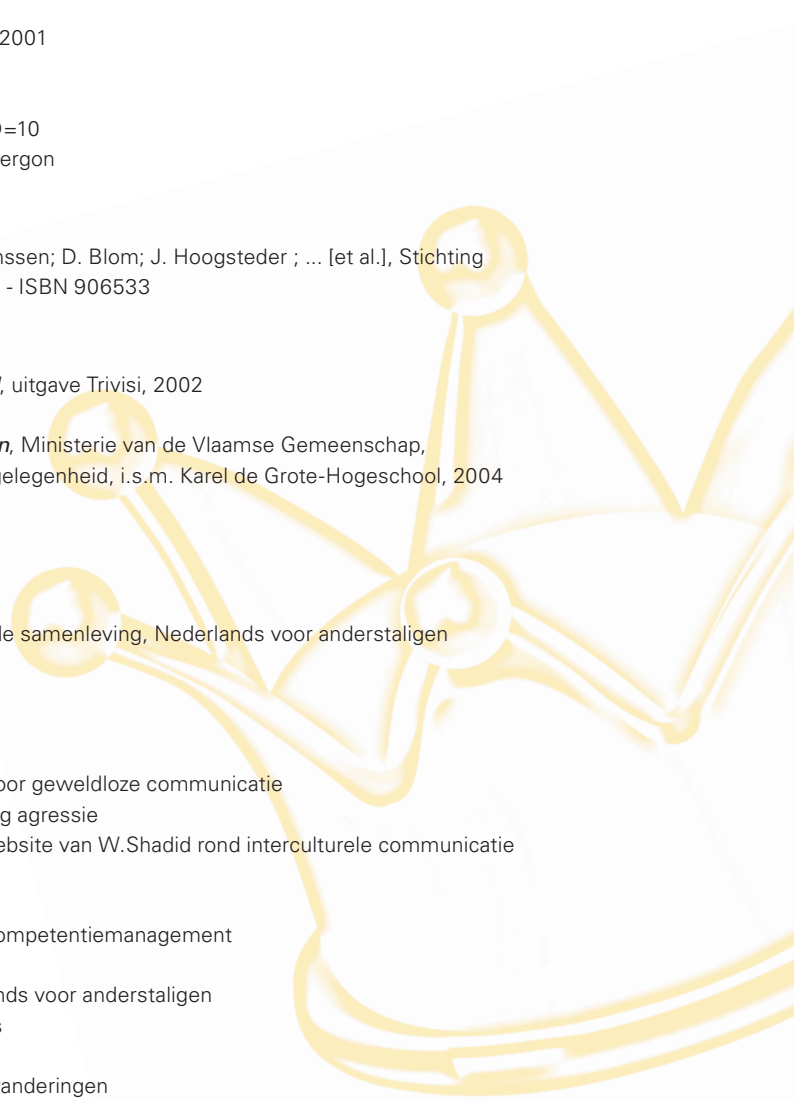 2001
=10
ergon
nssen; D. Blom; J. Hoogsteder ; ... [et al.], Stichting
- ISBN 906533
, uitgave Trivisi, 2002
n, Ministerie van de Vlaamse Gemeenschap,
gelegenheid, i.s.m. Karel de Grote-Hogeschool, 2004
de samenleving, Nederlands voor anderstaligen
oor geweldloze communicatie
g agressie
ebsite van W.Shadid rond interculturele communicatie
ompetentiemanagement
nds voor anderstaligen
s
anderingen